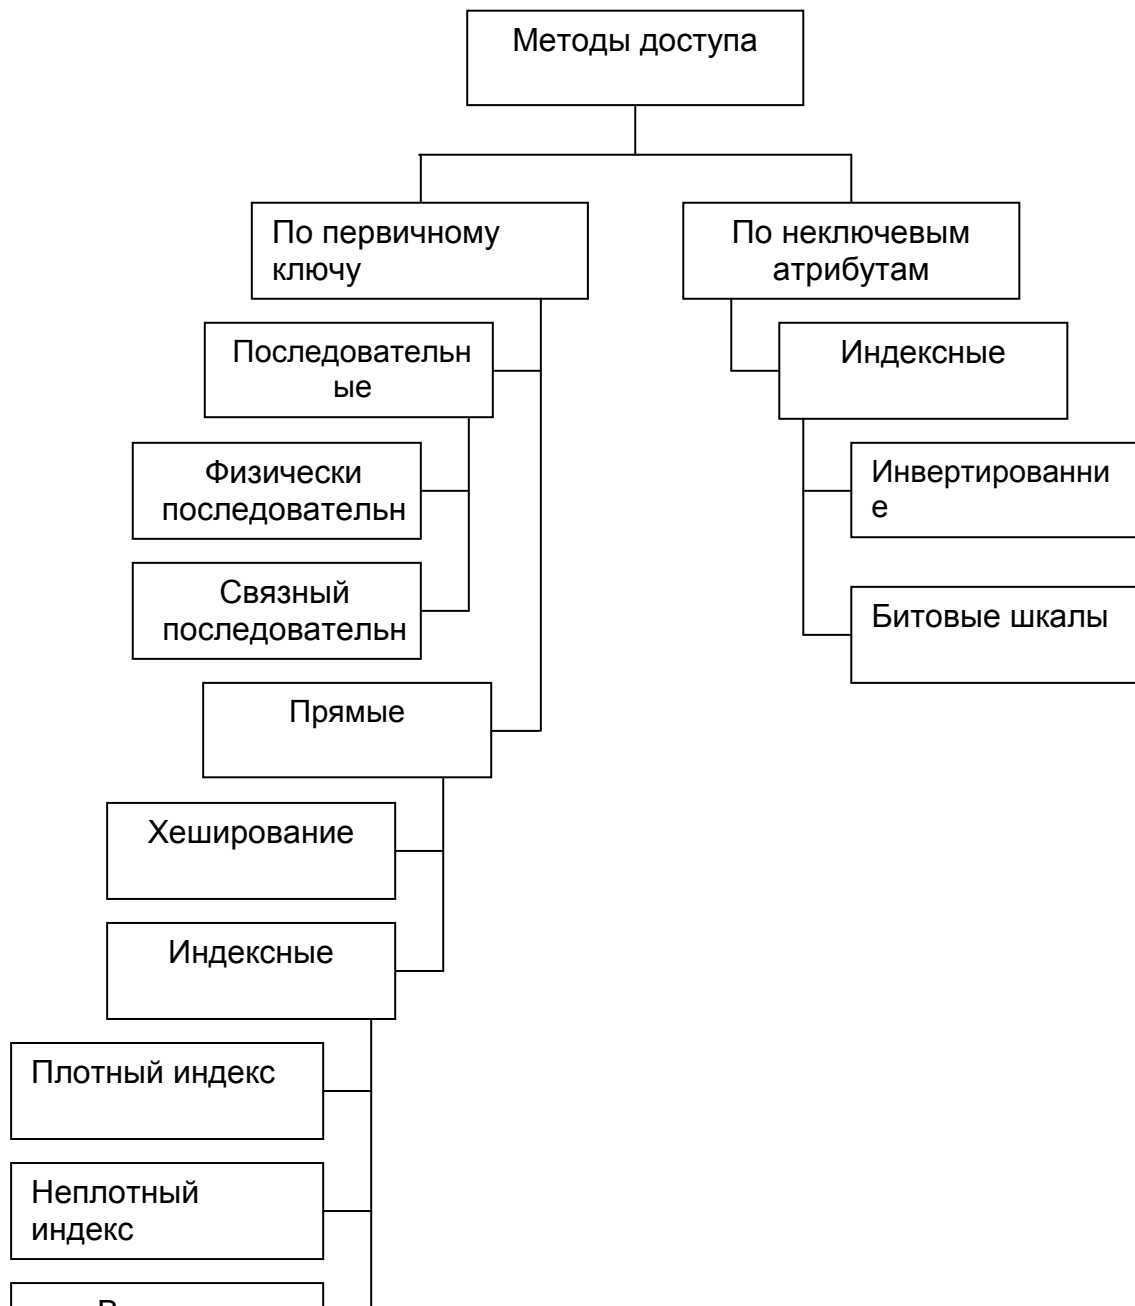 Методы доступа
По первичному
ключу
По неключевым
атрибутам
Последовательн
ые
Индексные
Физически
последовательн
Инвертированни
е
Связный
последовательн
Битовые шкалы
Прямые
Хеширование
Индексные
Плотный индекс
Неплотный
индекс